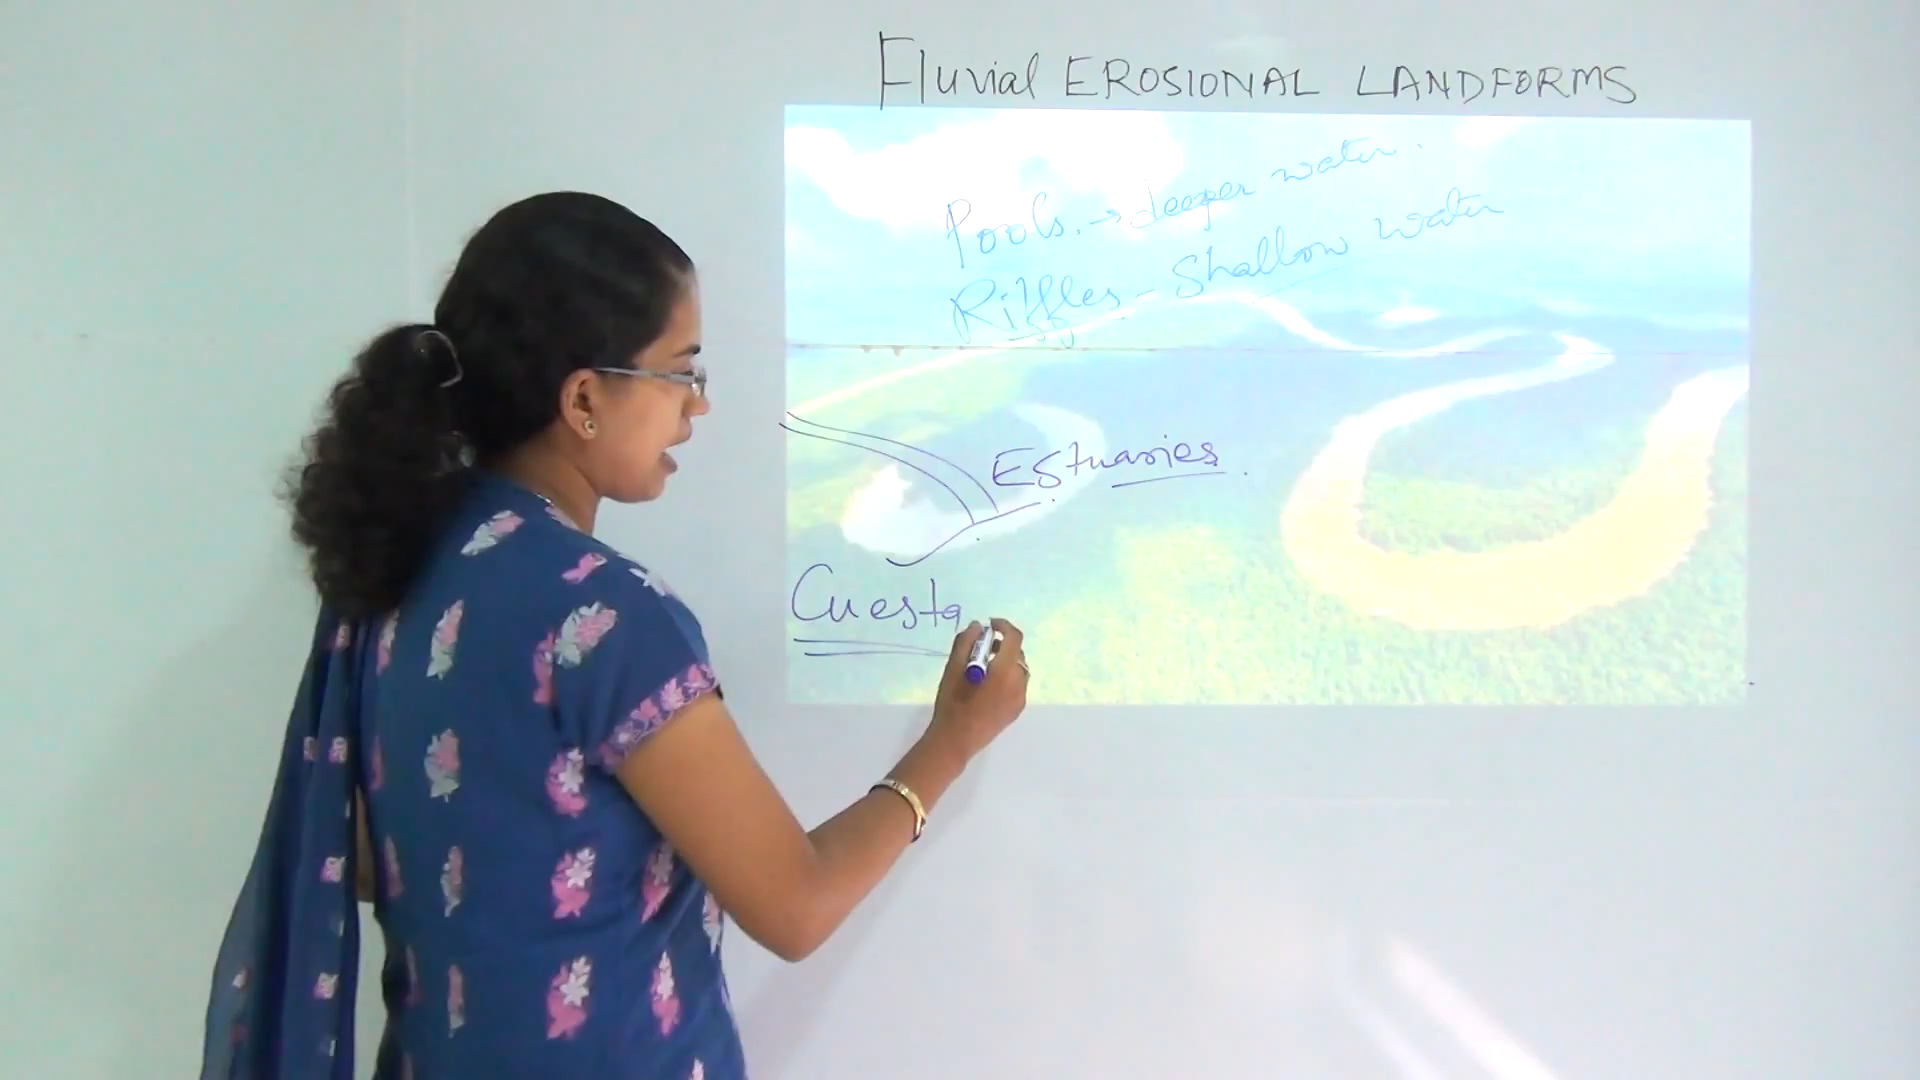 Fluvial EROSIONAL LANDFORMS
Pools. → deeper water.
Riffles - Shallow water
Estuaries.
Cuesta